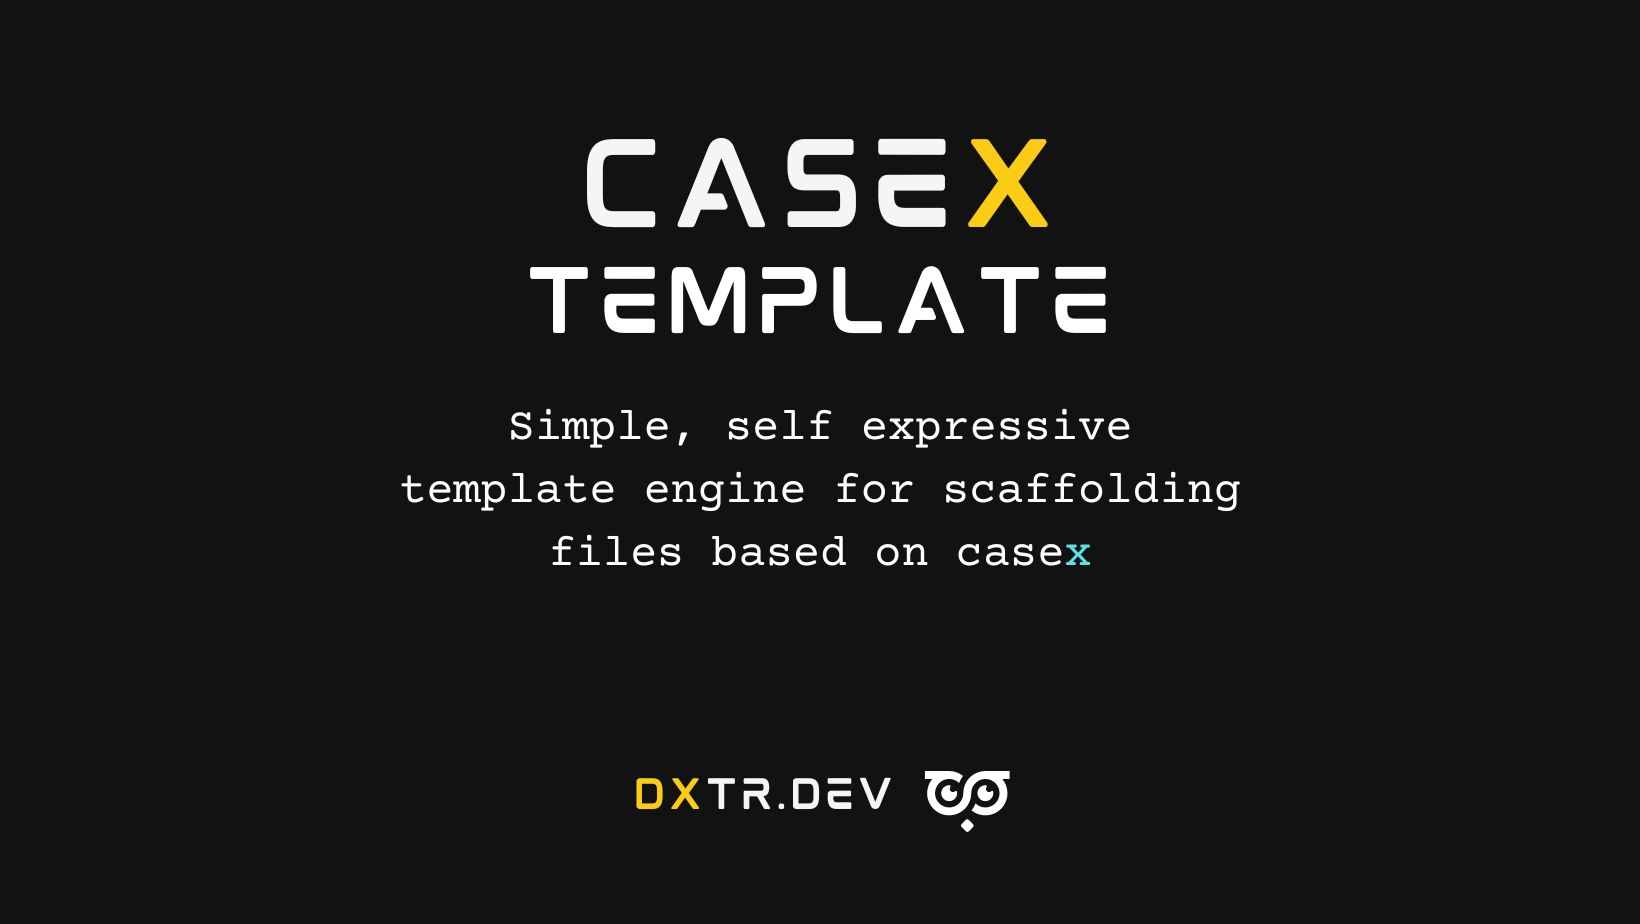 CASEX
TEMPLATE
Simple, self expressive
template engine for scaffolding
files based on casex
DXTR.DEV